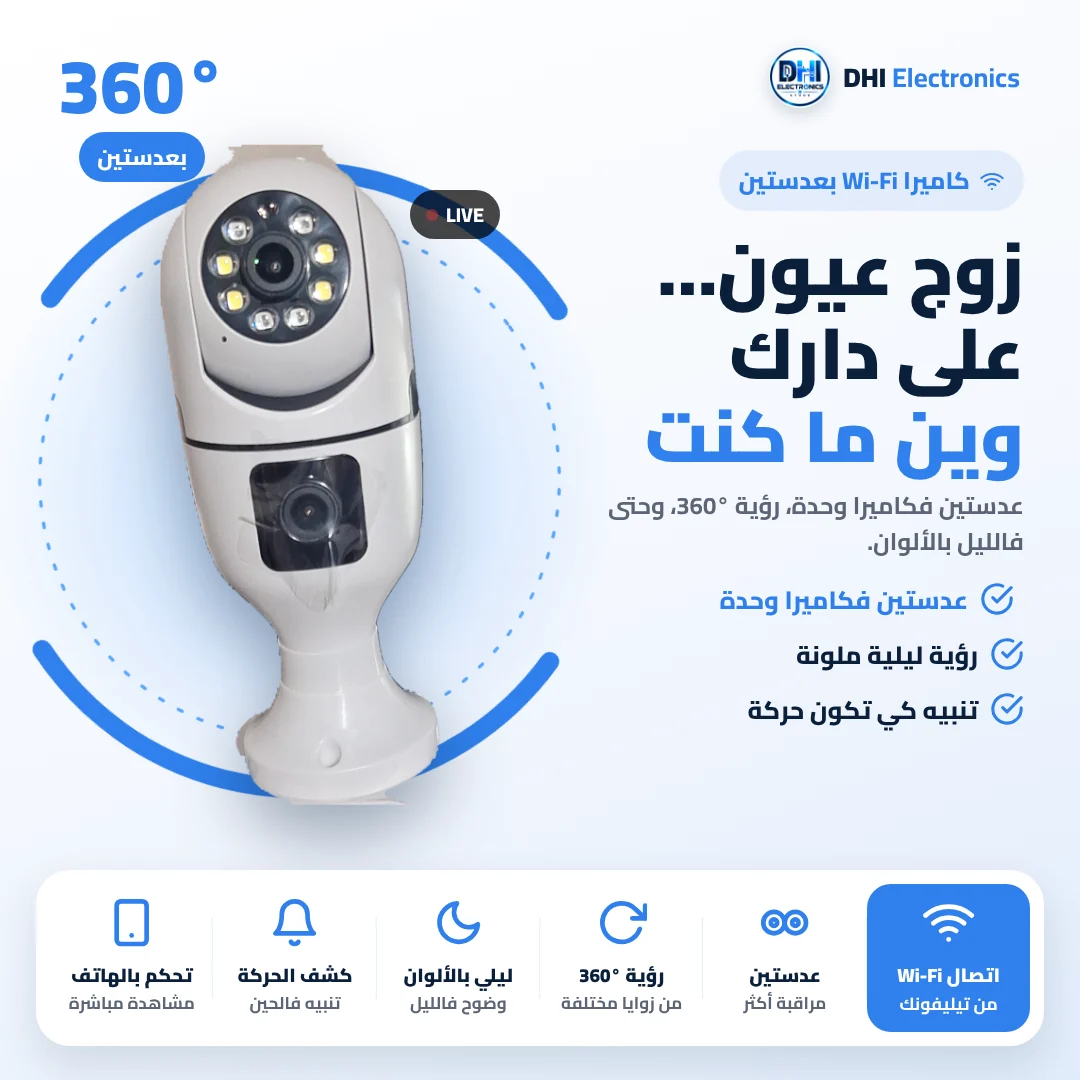 DHI Electronics
DHI
ELECTRONICS
360°
بعدستين
LIVE
كاميرا Wi-Fi بعدستين
زوج عيون...
على دارك
وين ما كنت
عدستين فكاميرا وحدة، رؤية 360°، وحتى
فالليل بالألوان.
عدستين فكاميرا وحدة
رؤية ليلية ملونة
تنبيه كي تكون حركة
اتصال Wi-Fi
من تيليفونك
عدستين
مراقبة أكثر
رؤية 360°
من زوايا مختلفة
ليلي بالألوان
وضوح فالليل
كشف الحركة
تنبيه فالحين
تحكم بالهاتف
مشاهدة مباشرة